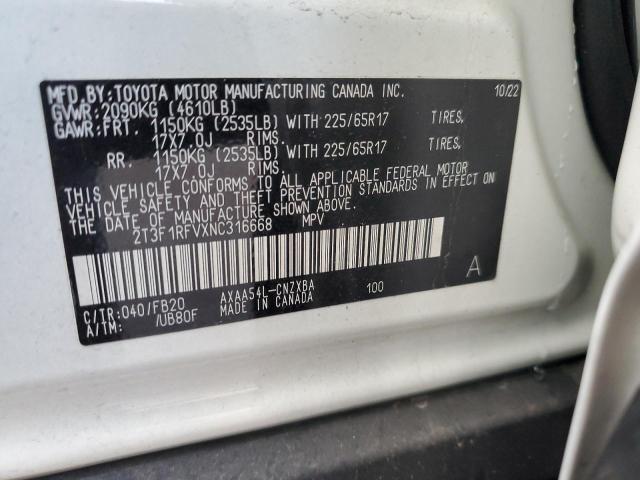 MFD.BY:TOYOTA MOTOR MANUFACTURING CANADA INC. 10/22
GVWR:2090KG (4610LB)
GAWR:FRT. 1150KG (2535LB) WITH 225/65R17 TIRES,
17X7.0J RIMS.
RR. 1150KG (2535LB) WITH 225/65R17 TIRES,
17X7.0J RIMS.
THIS VEHICLE CONFORMS TO ALL APPLICABLE FEDERAL MOTOR
VEHICLE SAFETY AND THEFT PREVENTION STANDARDS IN EFFECT
ON THE DATE OF MANUFACTURE SHOWN ABOVE.
2T3F1RFVXNC316668 MPV
C/TR:040/FB20 AXAA54L-CNZXBA 100 A
A/TM: /UB80F MADE IN CANADA